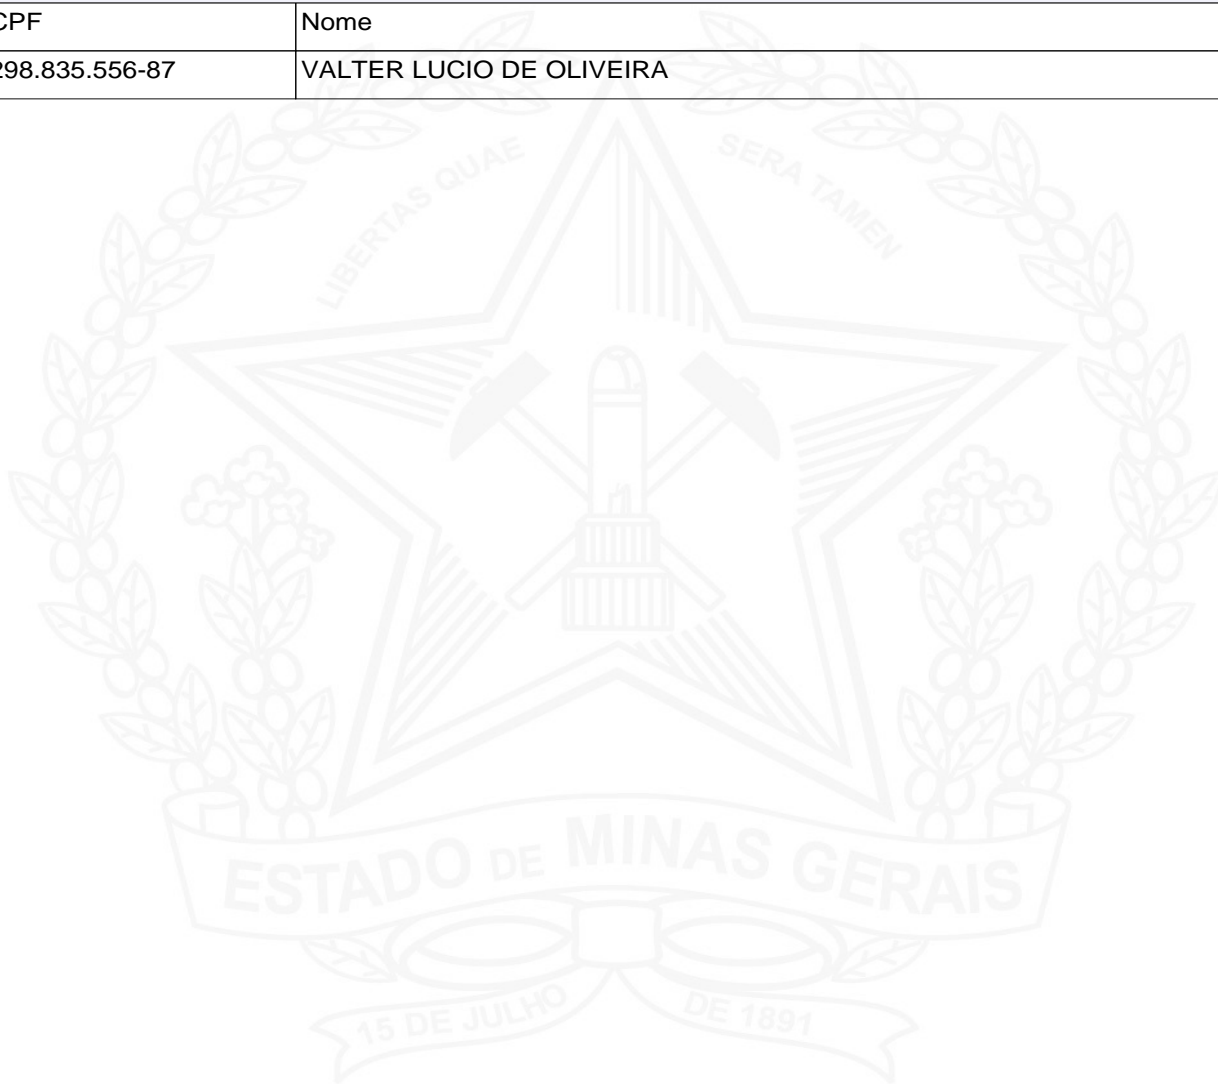 CPF Nome
298.835.556-87 VALTER LUCIO DE OLIVEIRA
LIBERTAS QUAE SERA TAMEN
ESTADO DE MINAS GERAIS
15 DE JULHO DE 1891